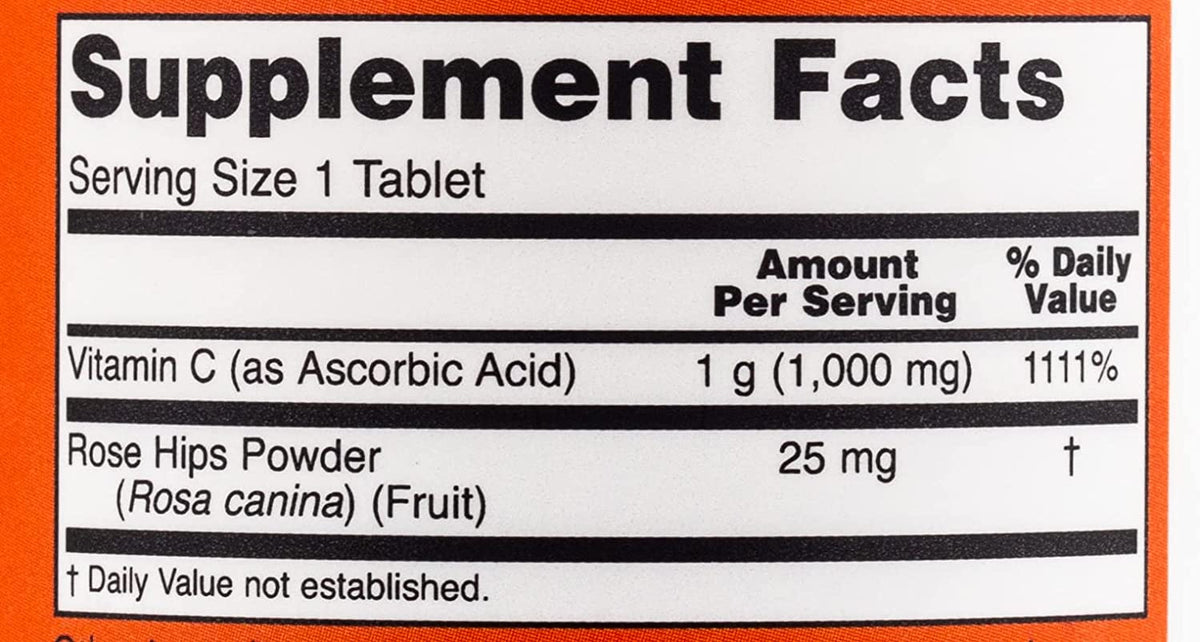 Supplement Facts
Serving Size 1 Tablet
Amount Per Serving % Daily Value
Vitamin C (as Ascorbic Acid) 1 g (1,000 mg) 1111%
Rose Hips Powder 25 mg †
(Rosa canina) (Fruit)
† Daily Value not established.